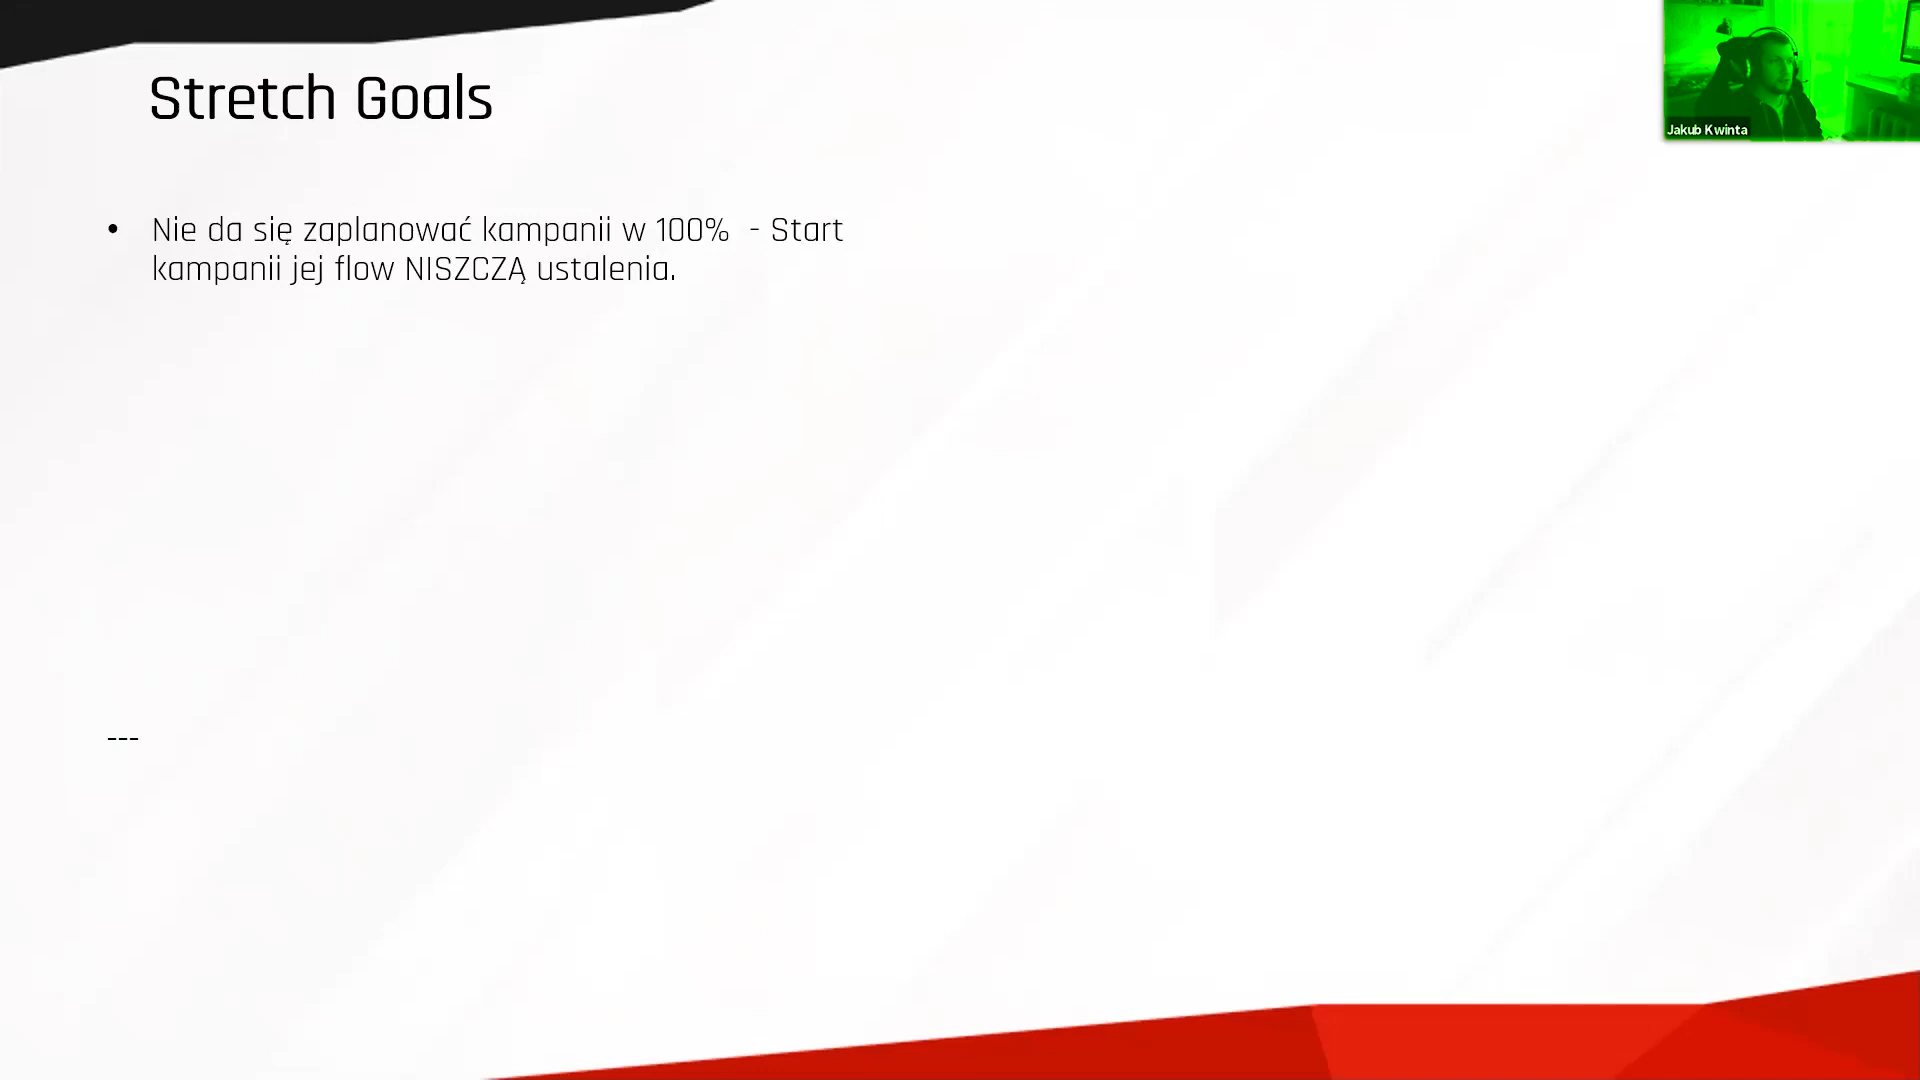 Stretch Goals
Jakub Kwinta
• Nie da się zaplanować kampanii w 100%  - Start
kampanii jej flow NISZCZĄ ustalenia.
---